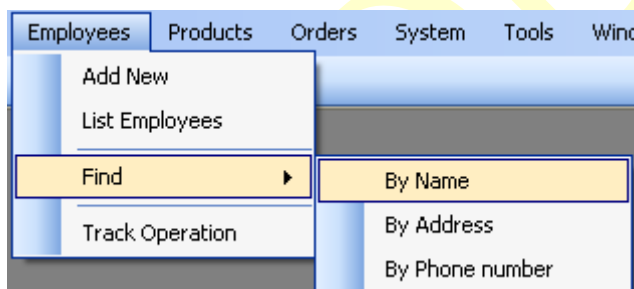 Employees Products Orders System Tools Wind
Add New
List Employees
Find
By Name
Track Operation
By Address
By Phone number